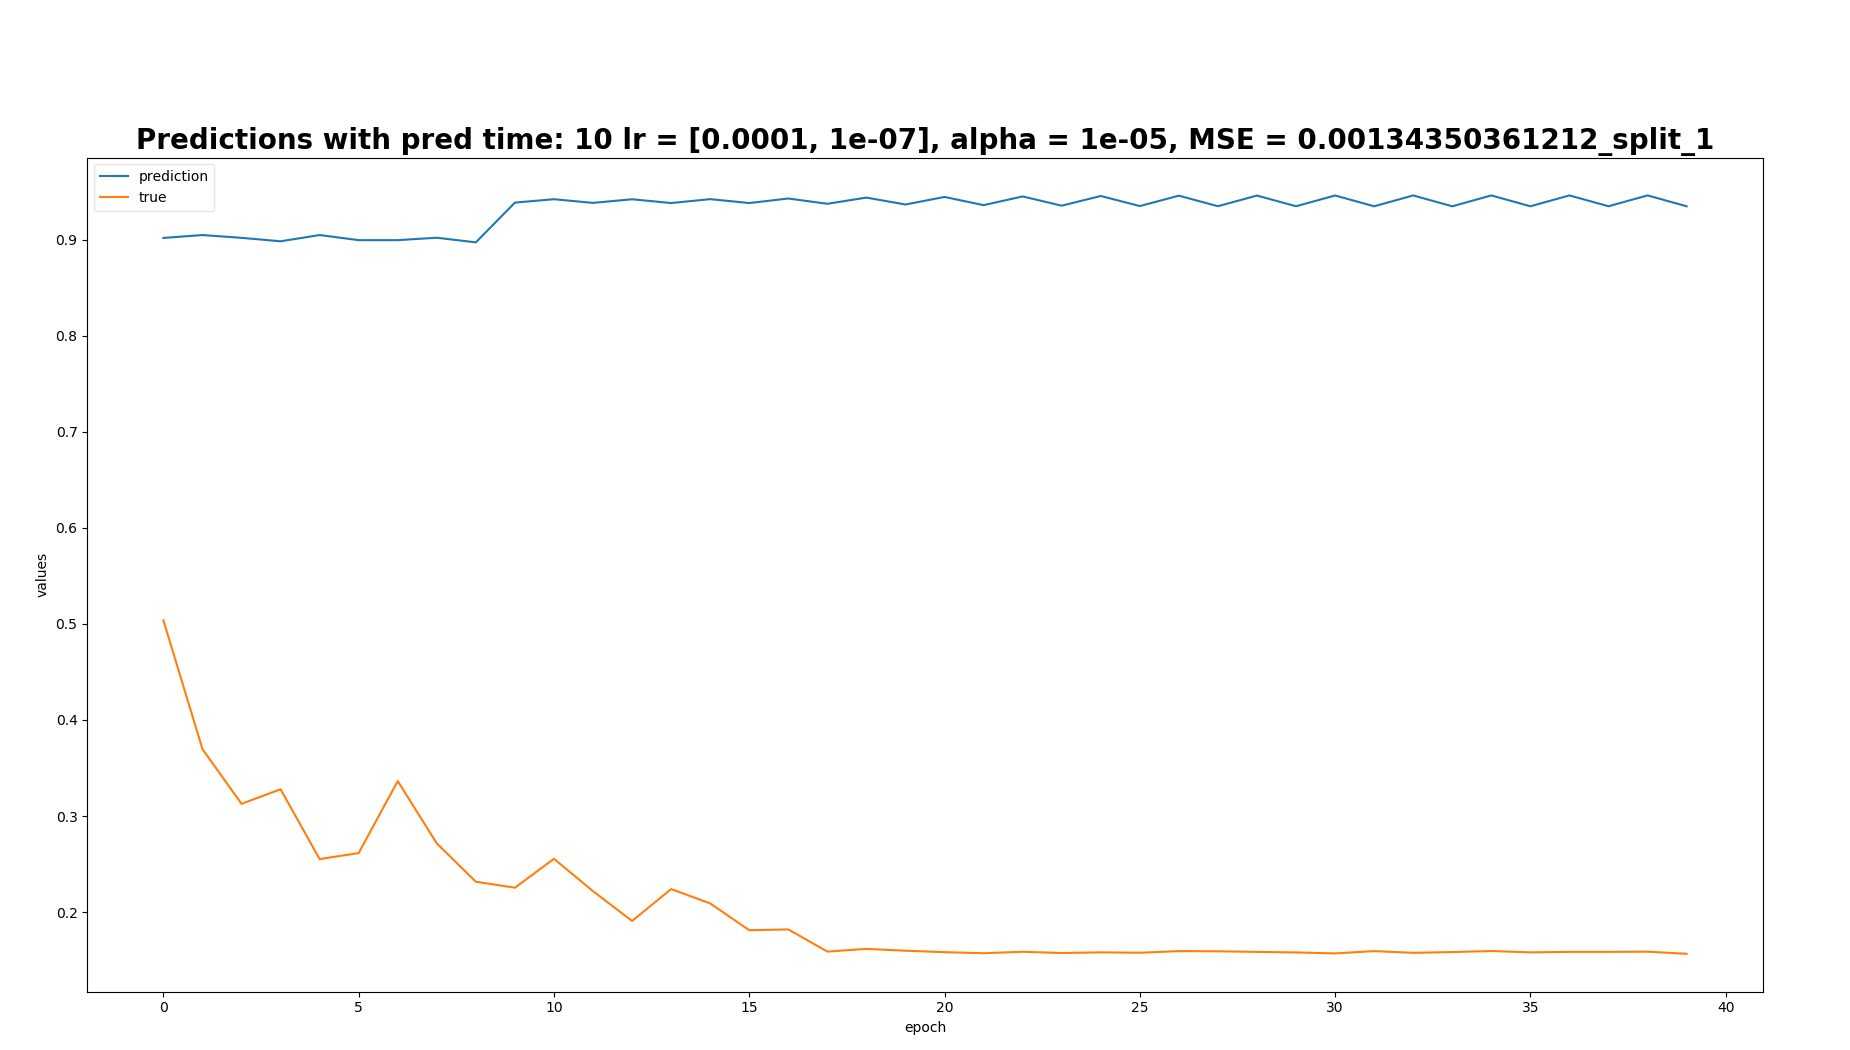 Predictions with pred time: 10 lr = [0.0001, 1e-07], alpha = 1e-05, MSE = 0.00134350361212_split_1
prediction
true
0.9
0.8
0.7
0.6
0.5
0.4
0.3
0.2
values
0 5 10 15 20 25 30 35 40
epoch